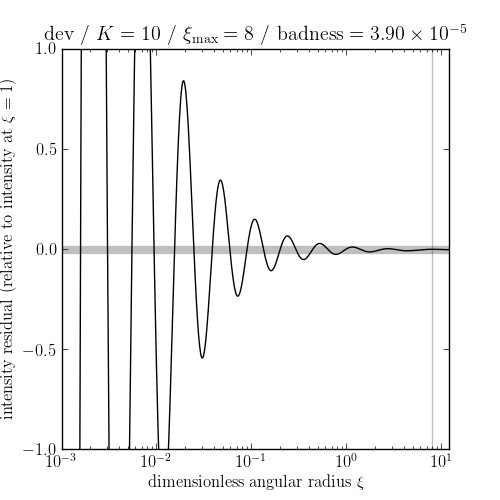 dev / K = 10 / ξmax = 8 / badness = 3.90 × 10⁻⁵
intensity residual (relative to intensity at ξ = 1)
1.0
0.5
0.0
−0.5
−1.0
10⁻³ 10⁻² 10⁻¹ 10⁰ 10¹
dimensionless angular radius ξ